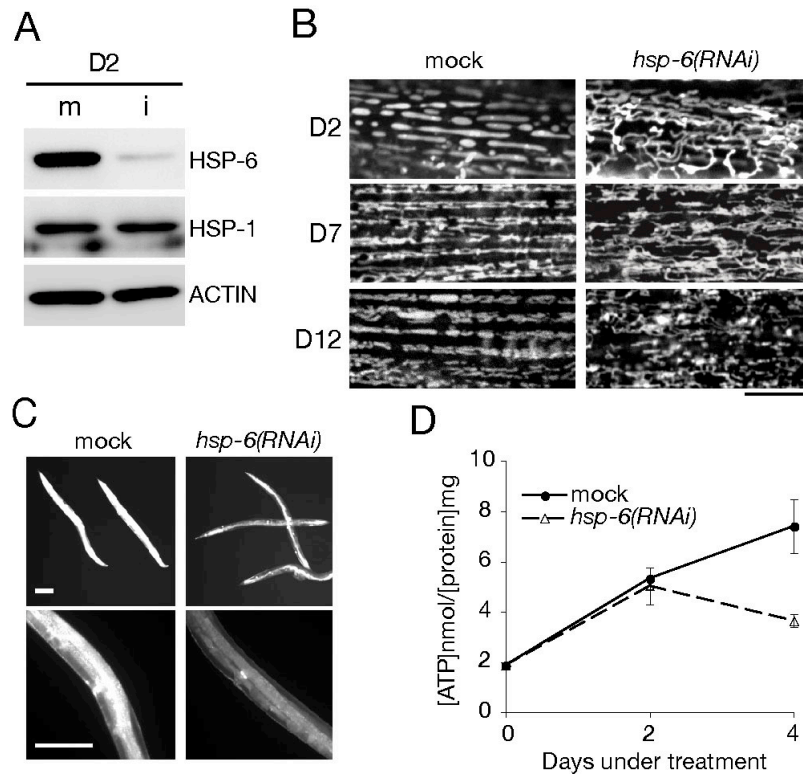 A
D2
m i
HSP-6
HSP-1
ACTIN
B
mock hsp-6(RNAi)
D2
D7
D12
C
mock hsp-6(RNAi)
D
10
8
6
4
2
0
[ATP]nmol/[protein]mg
mock
hsp-6(RNAi)
0 2 4
Days under treatment